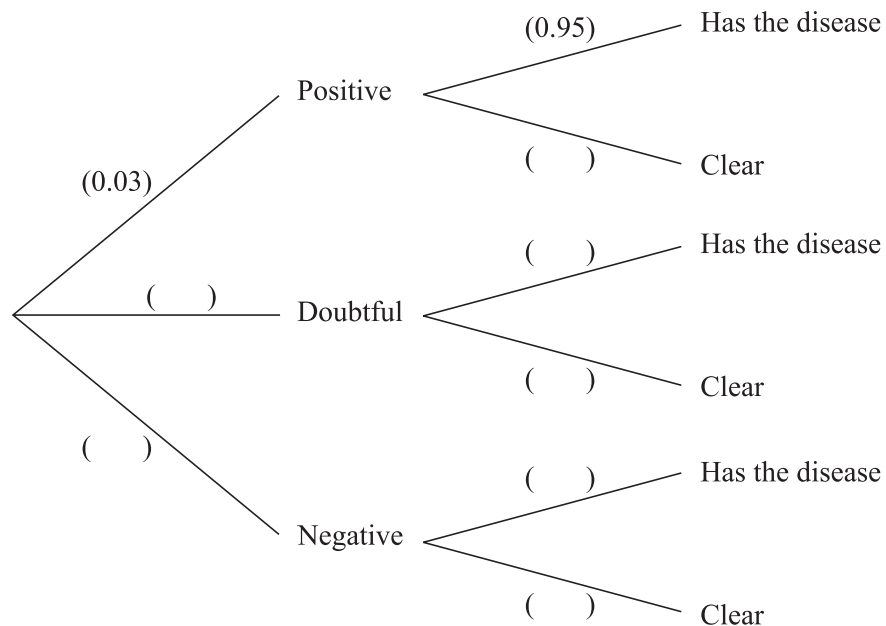 (0.95)
Has the disease
Positive
( )
Clear
(0.03)
( )
Has the disease
( )
Doubtful
( )
Clear
( )
( )
Has the disease
Negative
( )
Clear